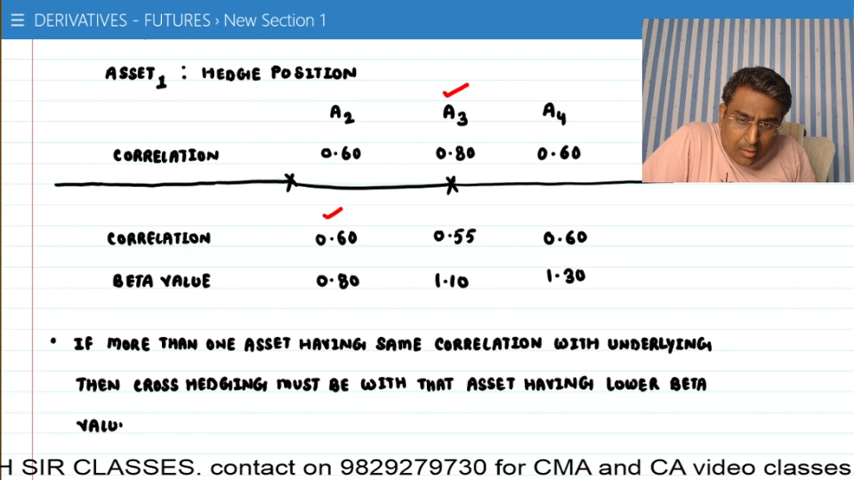 DERIVATIVES - FUTURES › New Section 1
ASSET1 : HEDGE POSITION
A2 A3 A4
CORRELATION 0.60 0.80 0.60
CORRELATION 0.60 0.55 0.60
BETA VALUE 0.80 1.10 1.30
• IF MORE THAN ONE ASSET HAVING SAME CORRELATION WITH UNDERLYING,
THEN CROSS HEDGING MUST BE WITH THAT ASSET HAVING LOWER BETA
VALU
H SIR CLASSES. contact on 9829279730 for CMA and CA video classes